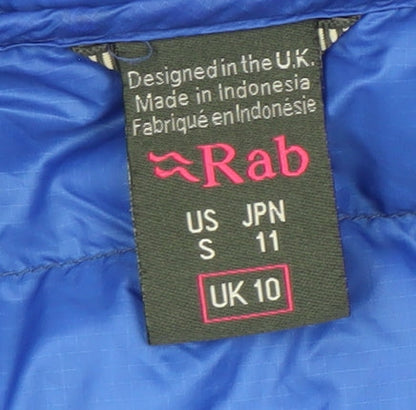 Designed in the U.K.
Made in Indonesia
Fabriqué en Indonésie
Rab
US JPN
S 11
UK 10